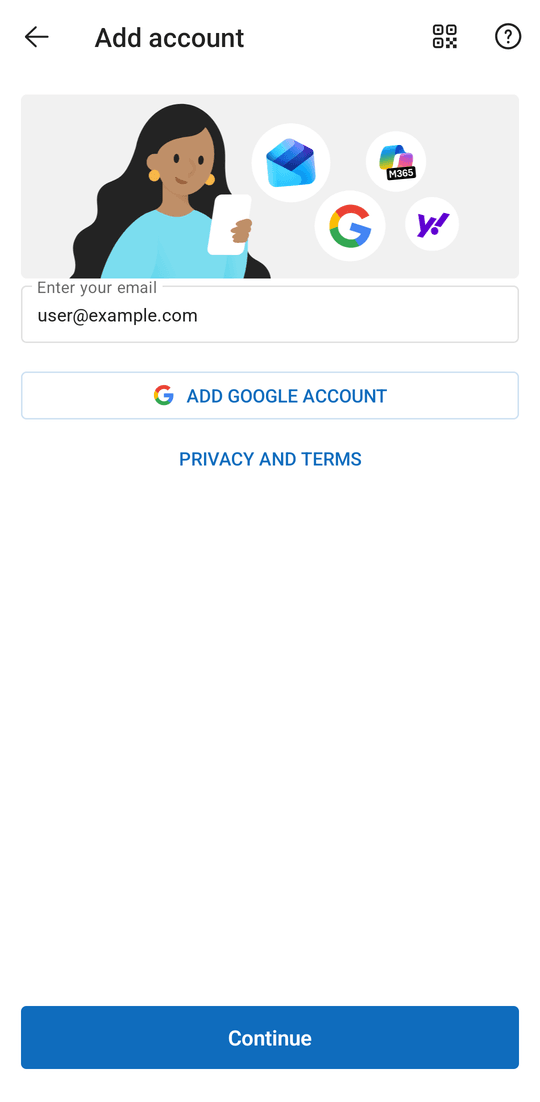 Add account
M365
Enter your email
user@example.com
ADD GOOGLE ACCOUNT
PRIVACY AND TERMS
Continue